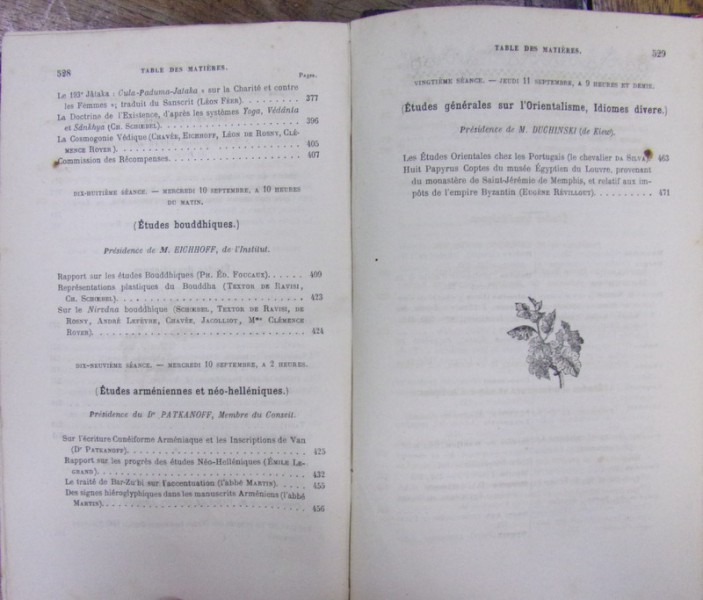 528 TABLE DES MATIÈRES.
Pages.
Le 193e Jâtaka : Cula-Paduma-Jataka « sur la Charité et contre
les Femmes »; traduit du Sanscrit (LÉON FEER). 277
La Doctrine de l'Existence, d'après les systèmes Yoga, Védânta
et Sânkhya (CH. SCHŒBEL). 396
La Cosmogonie Védique (CHAVÉE, EICHHOFF, LÉON DE ROSNY, CLÉ-
MENCE ROYER). 405
Commission des Récompenses. 407
DIX-HUITIÈME SÉANCE. — MERCREDI 10 SEPTEMBRE, A 10 HEURES
DU MATIN.
(Études bouddhiques.)
Présidence de M. EICHHOFF, de l'Institut.
Rapport sur les études Bouddhiques (PH. ÉD. FOUCAUX). 409
Représentations plastiques du Bouddha (TEXTOR DE RAVISI,
CH. SCHŒBEL). 423
Sur le Nirvâna bouddhique (SCHŒBEL, TEXTOR DE RAVISI, DE
ROSNY, ANDRÉ LEFÈVRE, CHAVÉE, JACOLLIOT, Mme CLÉMENCE
ROYER). 424
DIX-NEUVIÈME SÉANCE. — MERCREDI 10 SEPTEMBRE, A 2 HEURES.
(Études arméniennes et néo-helléniques.)
Présidence du Dr PATKANOFF, Membre du Conseil.
Sur l'écriture Cunéiforme Arméniaque et les Inscriptions de Van
(Dr PATKANOFF). 425
Rapport sur les progrès des études Néo-Helléniques (ÉMILE LE-
GRAND). 432
Le traité de Bar-Zu'bi sur l'accentuation (l'abbé MARTIN). 455
Des signes hiéroglyphiques dans les manuscrits Arméniens (l'abbé
MARTIN). 456
TABLE DES MATIÈRES. 529
VINGTIÈME SÉANCE. — JEUDI 11 SEPTEMBRE, A 9 HEURES ET DEMIE.
(Études générales sur l'Orientalisme, Idiomes divers.)
Présidence de M. DUCHINSKI (de Kiew).
Les Études Orientales chez les Portugais (le chevalier DA SILVA). 463
Huit Papyrus Coptes du musée Égyptien du Louvre, provenant
du monastère de Saint-Jérémie de Memphis, et relatif aux im-
pôts de l'empire Byzantin (EUGÈNE RÉVILLOUT). 471